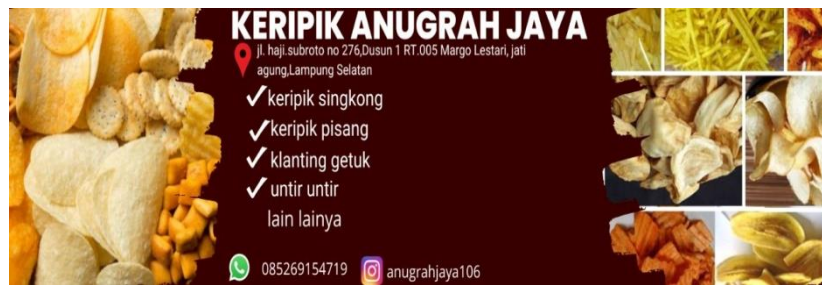 KERIPIK ANUGRAH JAYA
jl. haji.subroto no 276,Dusun 1 RT.005 Margo Lestari, jati
agung,Lampung Selatan
keripik singkong
keripik pisang
klanting getuk
untir untir
lain lainya
085269154719 anugrahjaya106